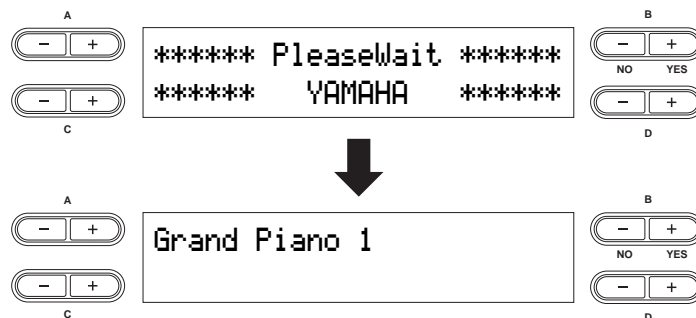 A
B
- +
****** PleaseWait ******
- +
NO YES
- +
****** YAMAHA ******
- +
C
D
A
B
- +
Grand Piano 1
- +
NO YES
- +
- +
C
D